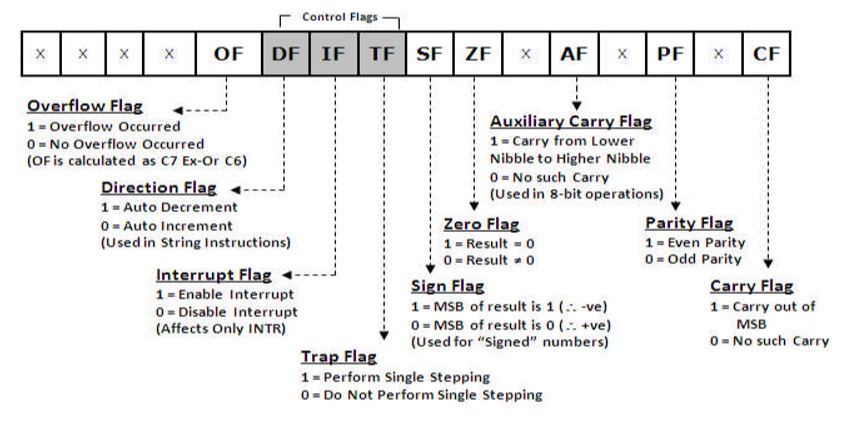 Control Flags
x x x x OF DF IF TF SF ZF x AF x PF x CF
Overflow Flag
1 = Overflow Occurred
0 = No Overflow Occurred
(OF is calculated as C7 Ex-Or C6)
Direction Flag
1 = Auto Decrement
0 = Auto Increment
(Used in String Instructions)
Interrupt Flag
1 = Enable Interrupt
0 = Disable Interrupt
(Affects Only INTR)
Trap Flag
1 = Perform Single Stepping
0 = Do Not Perform Single Stepping
Sign Flag
1 = MSB of result is 1 (∴ -ve)
0 = MSB of result is 0 (∴ +ve)
(Used for “Signed” numbers)
Zero Flag
1 = Result = 0
0 = Result ≠ 0
Auxiliary Carry Flag
1 = Carry from Lower
Nibble to Higher Nibble
0 = No such Carry
(Used in 8-bit operations)
Parity Flag
1 = Even Parity
0 = Odd Parity
Carry Flag
1 = Carry out of
MSB
0 = No such Carry